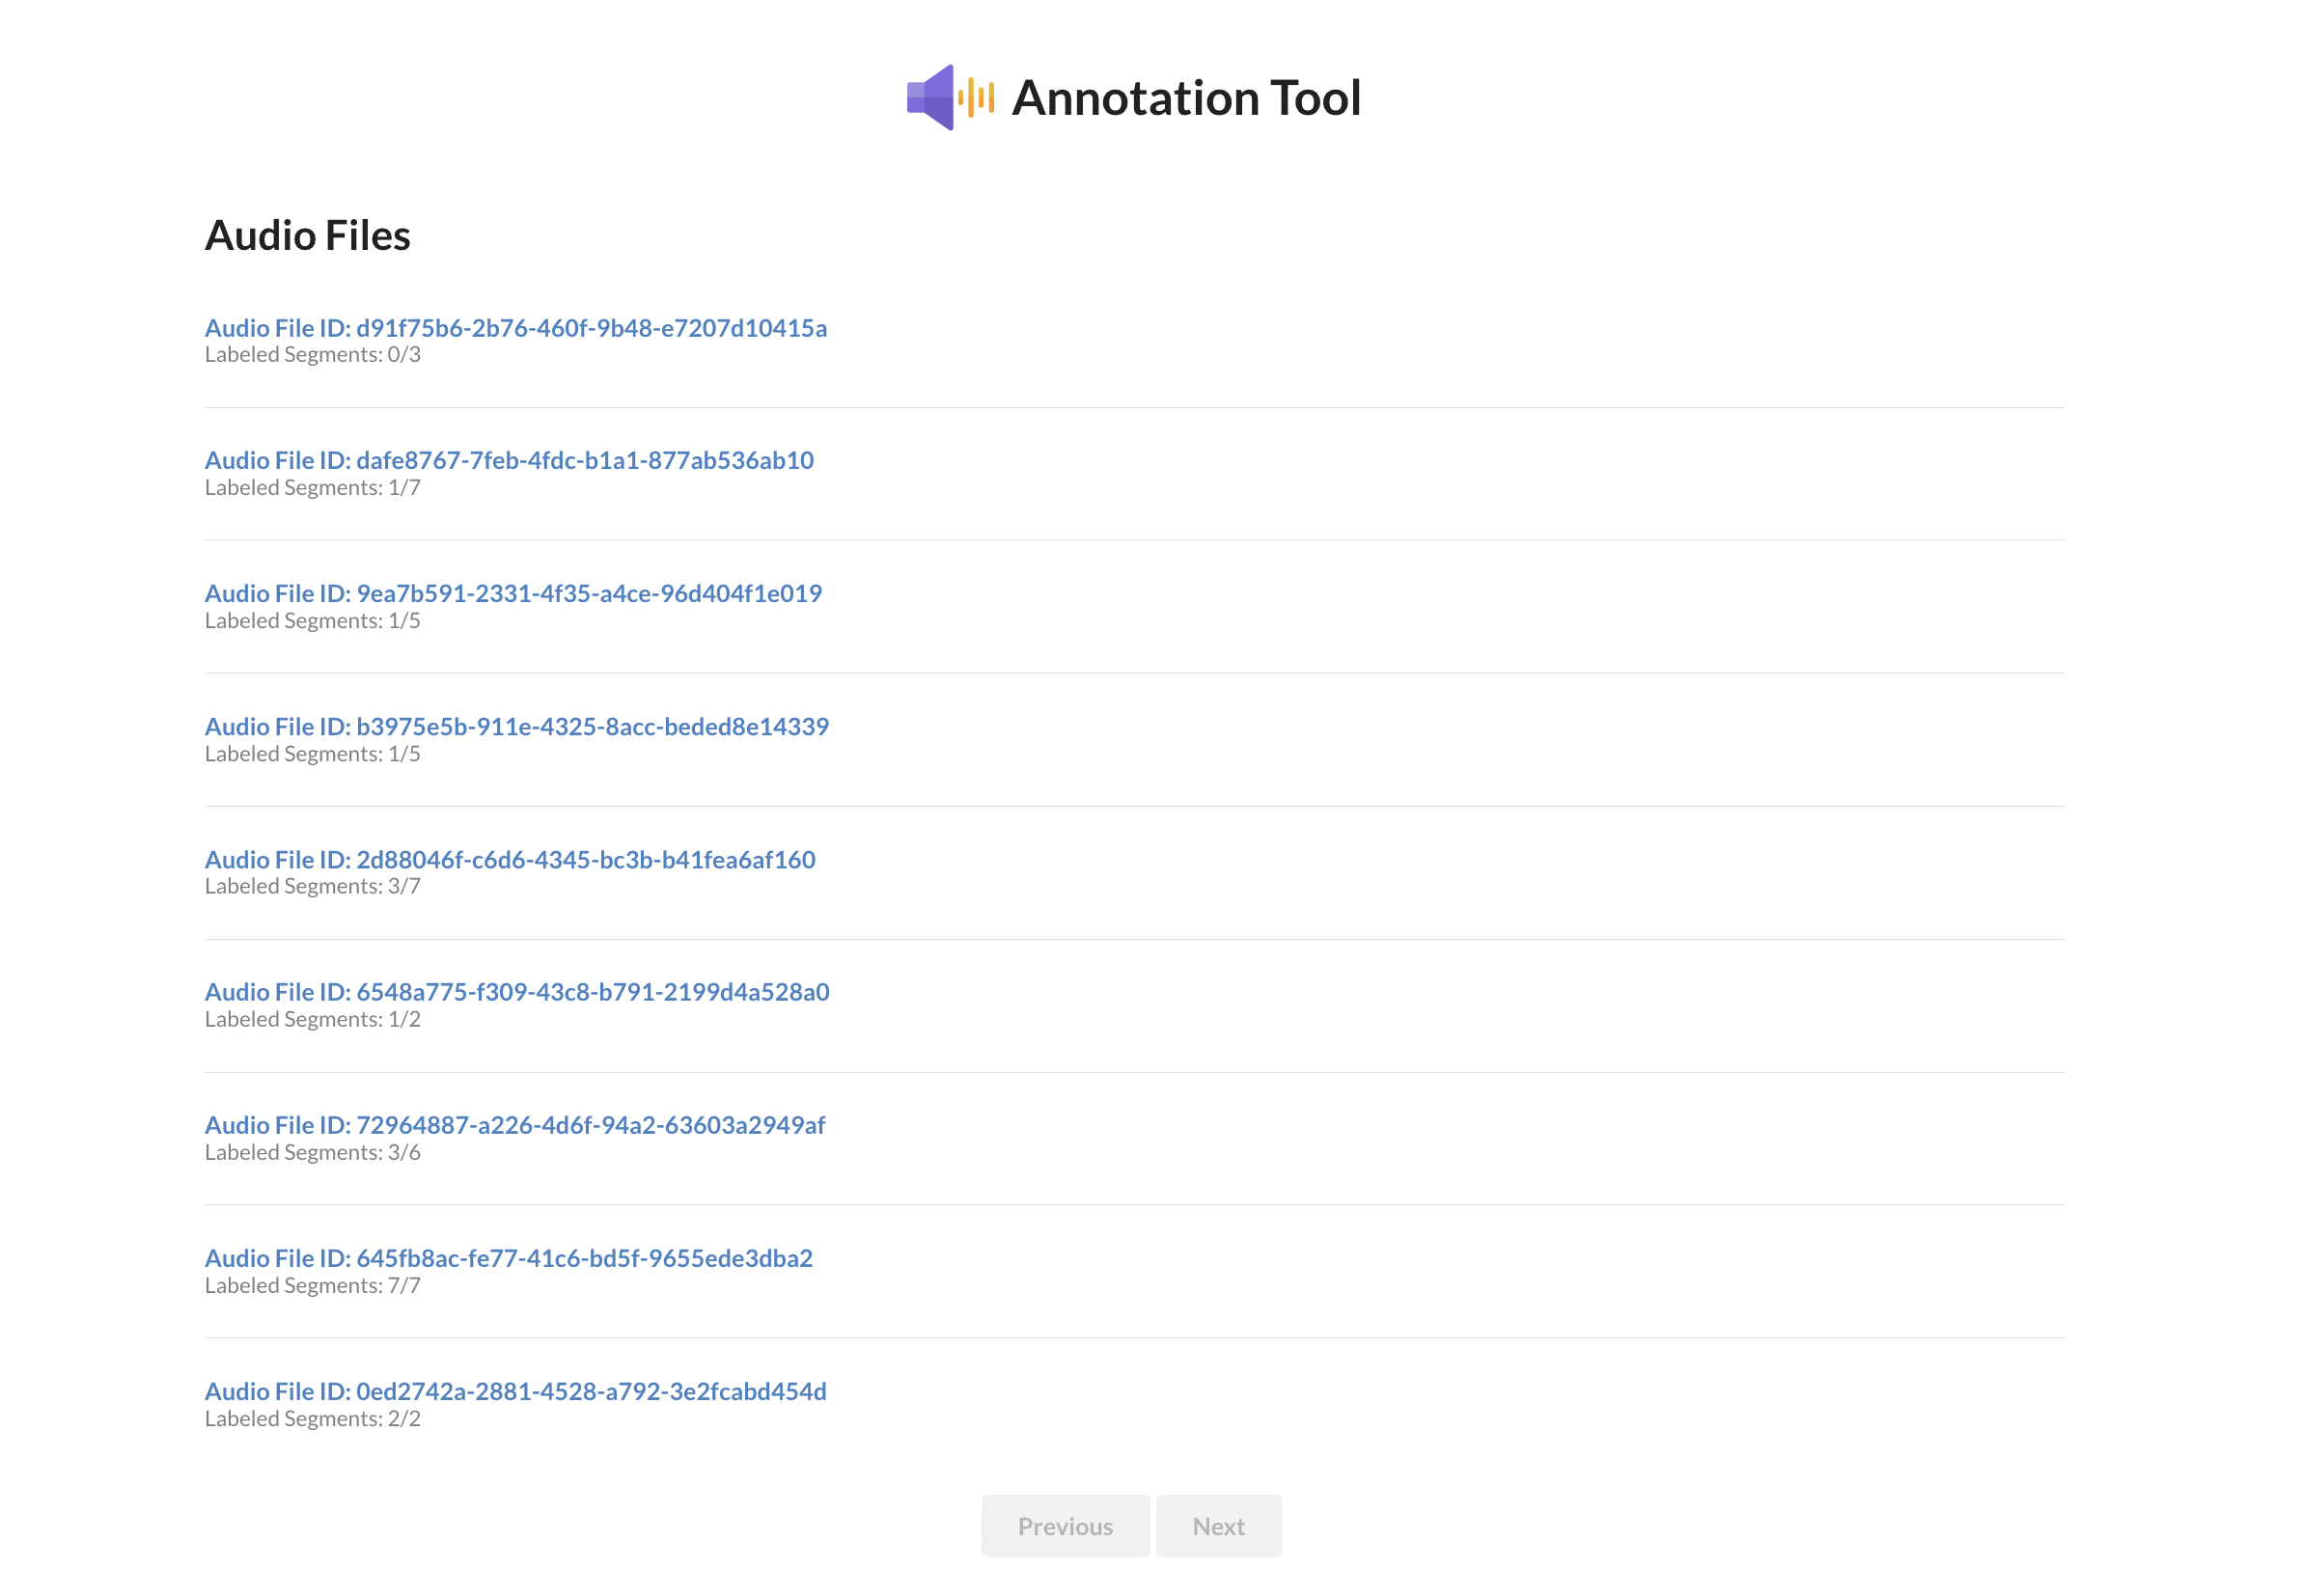 Annotation Tool
Audio Files
Audio File ID: d91f75b6-2b76-460f-9b48-e7207d10415a
Labeled Segments: 0/3
Audio File ID: dafe8767-7feb-4fdc-b1a1-877ab536ab10
Labeled Segments: 1/7
Audio File ID: 9ea7b591-2331-4f35-a4ce-96d404f1e019
Labeled Segments: 1/5
Audio File ID: b3975e5b-911e-4325-8acc-beded8e14339
Labeled Segments: 1/5
Audio File ID: 2d88046f-c6d6-4345-bc3b-b41fea6af160
Labeled Segments: 3/7
Audio File ID: 6548a775-f309-43c8-b791-2199d4a528a0
Labeled Segments: 1/2
Audio File ID: 72964887-a226-4d6f-94a2-63603a2949af
Labeled Segments: 3/6
Audio File ID: 645fb8ac-fe77-41c6-bd5f-9655ede3dba2
Labeled Segments: 7/7
Audio File ID: 0ed2742a-2881-4528-a792-3e2fcabd454d
Labeled Segments: 2/2
Previous Next